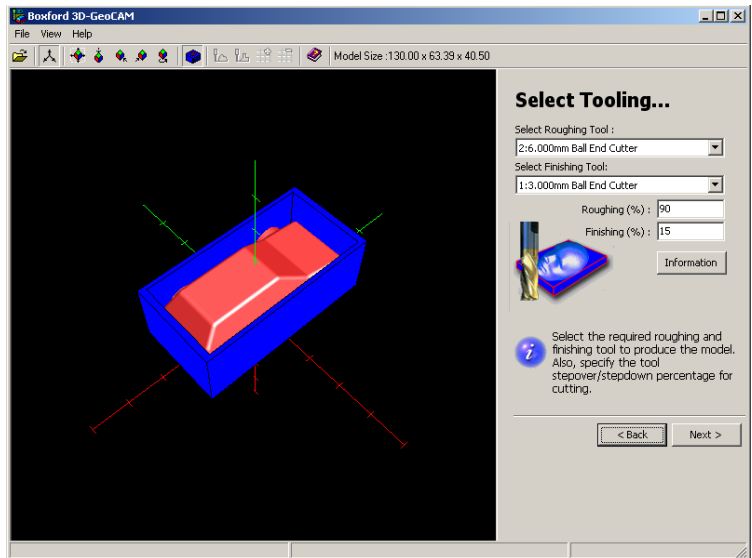 Boxford 3D-GeoCAM
File View Help
Model Size :130.00 x 63.39 x 40.50
Select Tooling...
Select Roughing Tool :
2:6.000mm Ball End Cutter
Select Finishing Tool:
1:3.000mm Ball End Cutter
Roughing (%) : 90
Finishing (%) : 15
Information
Select the required roughing and
finishing tool to produce the model.
Also, specify the tool
stepover/stepdown percentage for
cutting.
< Back Next >